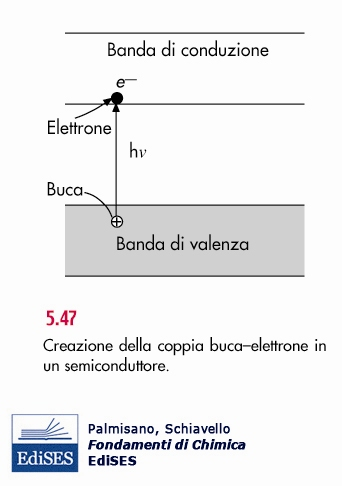 Banda di conduzione
e–
Elettrone
hν
Buca
Banda di valenza
5.47
Creazione della coppia buca–elettrone in
un semiconduttore.
Palmisano, Schiavello
Fondamenti di Chimica
EdiSES
EdiSES